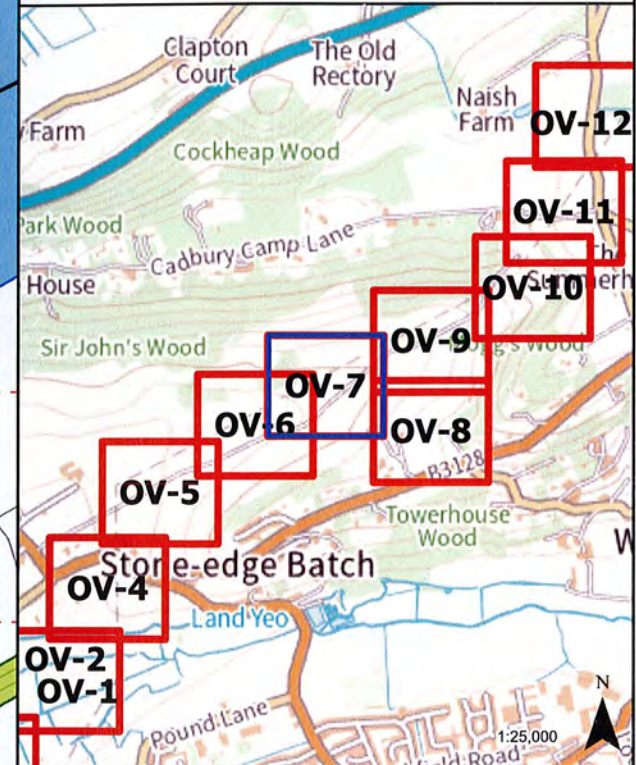 Clapton
Court
The Old
Rectory
Naish
Farm
Farm
OV-12
Cockheap Wood
OV-11
Park Wood
Cadbury Camp Lane
House
OV-10
Sir John's Wood
OV-9
OV-7
OV-6
OV-8
B3128
OV-5
Towerhouse
Wood
Stone-edge Batch
OV-4
Land Yeo
OV-2
OV-1
Pound Lane
N
1:25,000